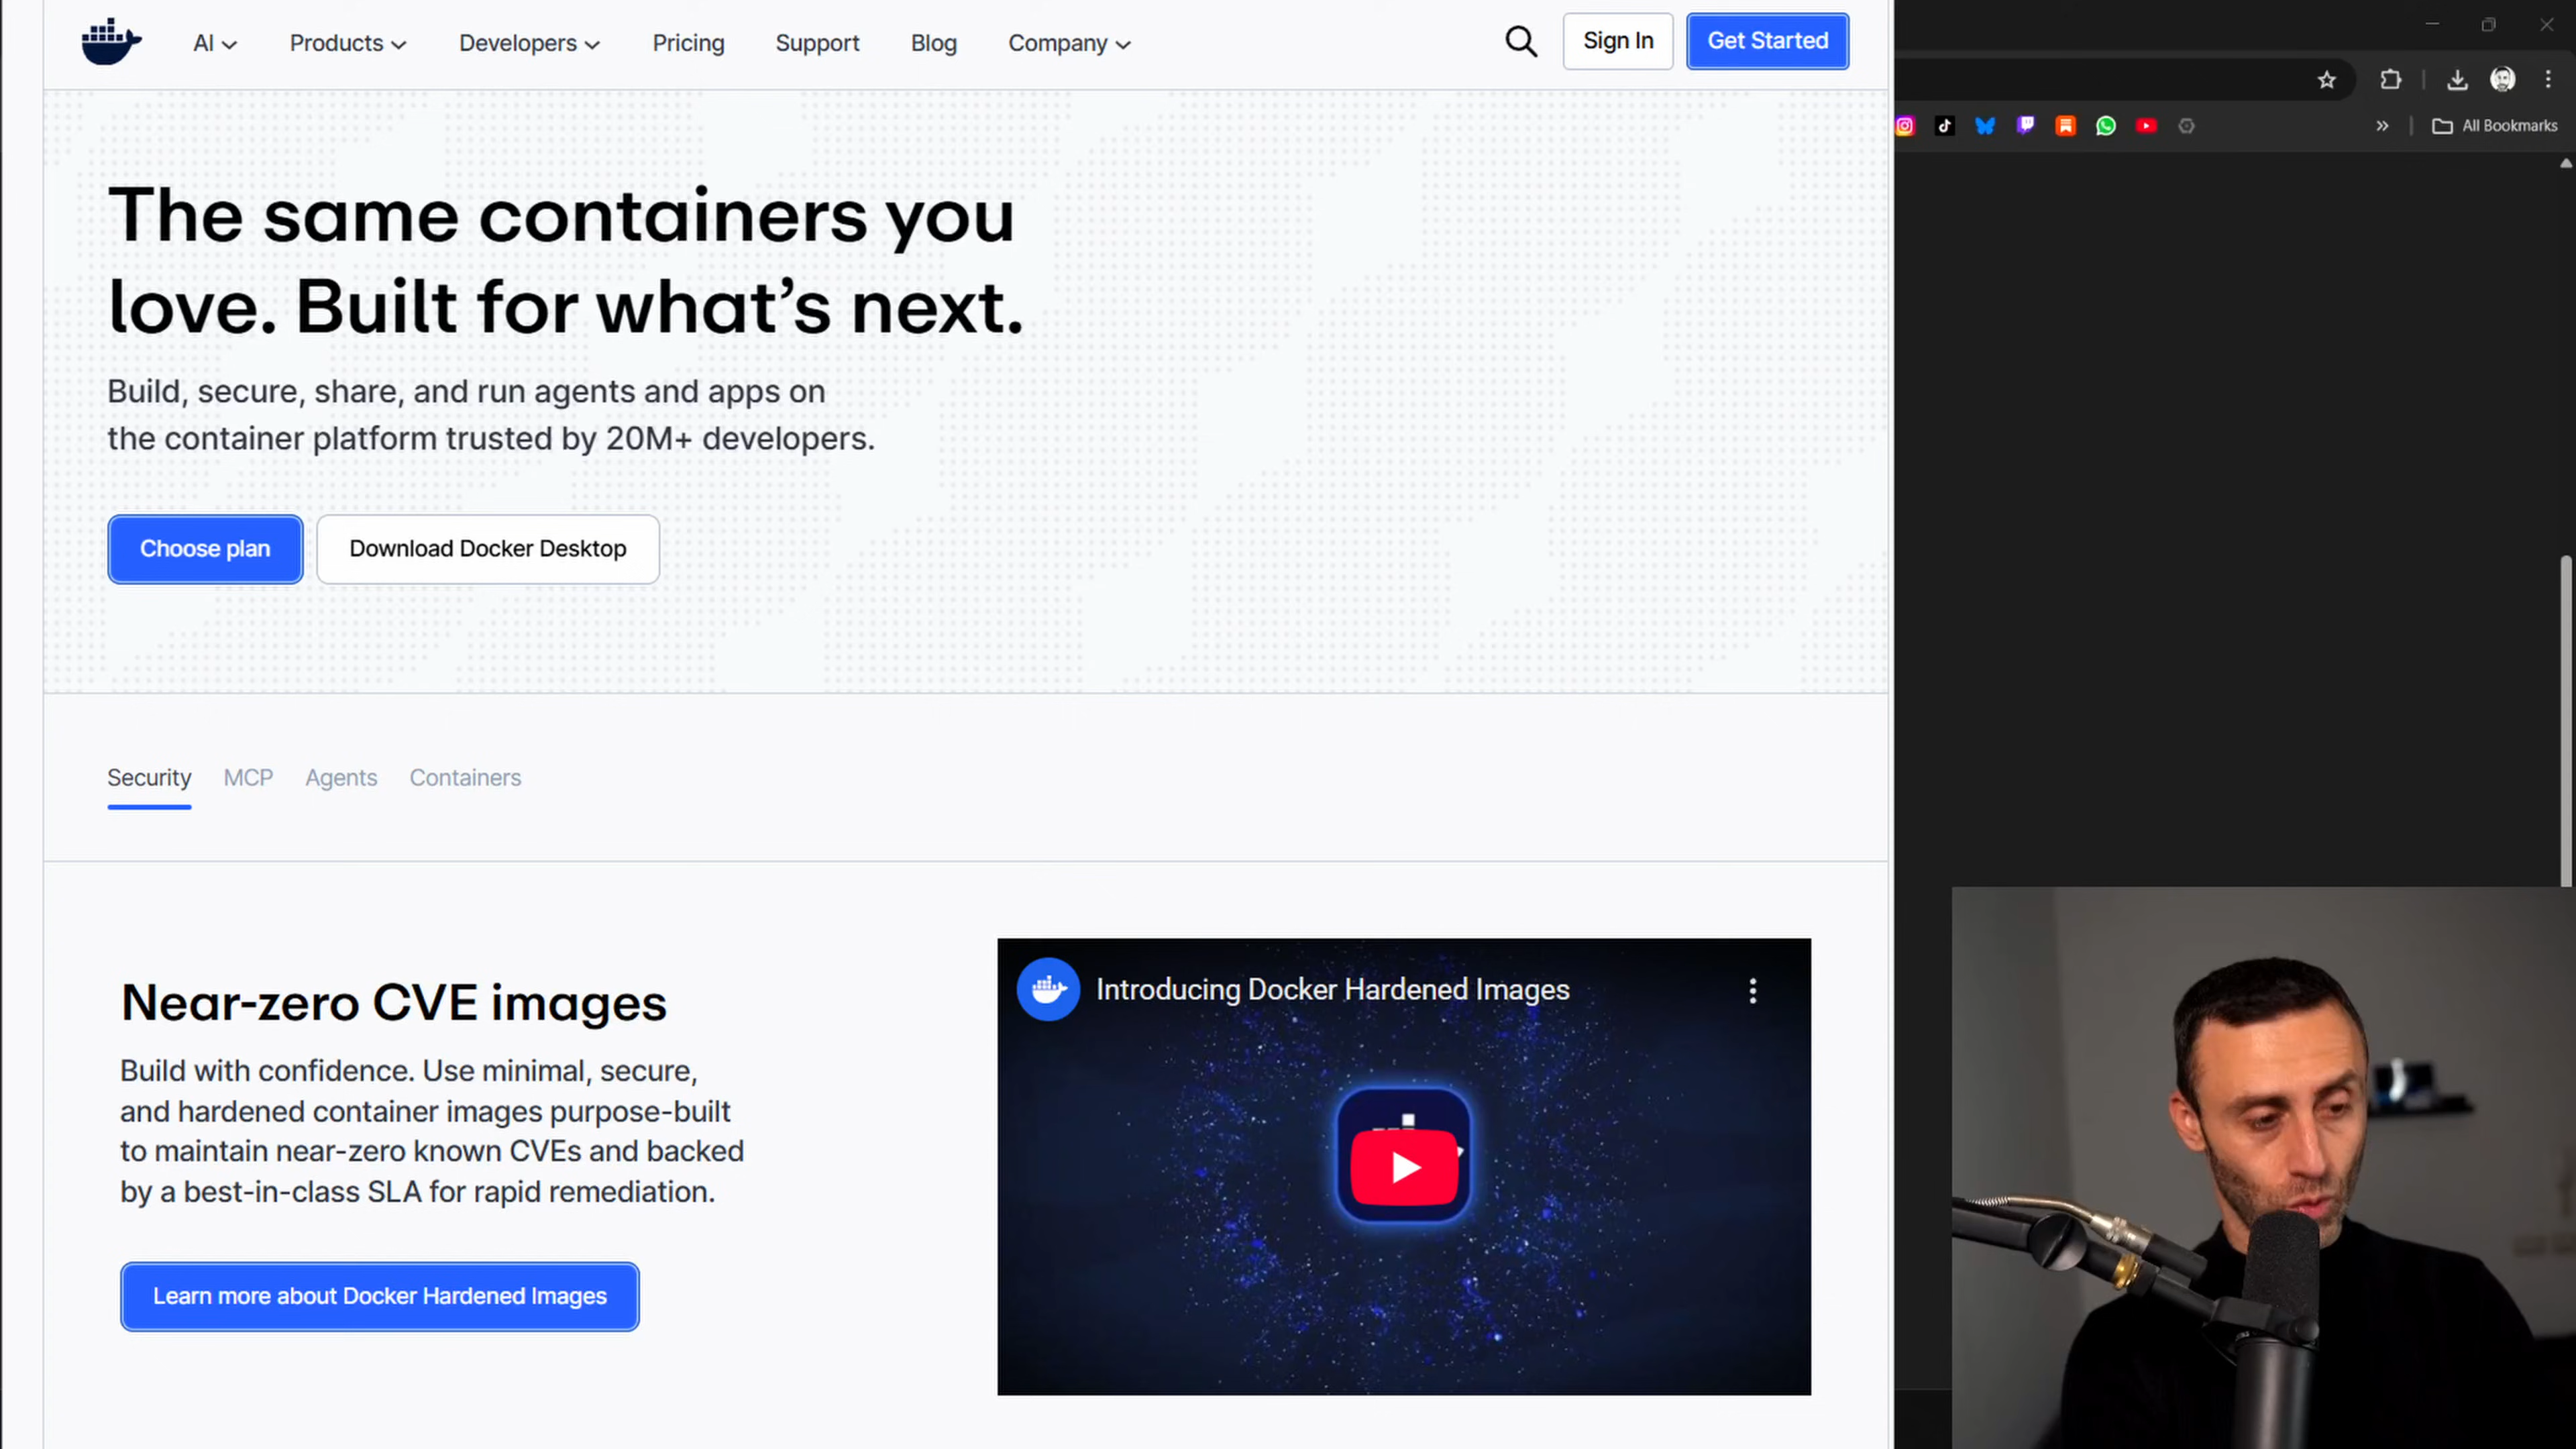 AI Products Developers Pricing Support Blog Company Sign In Get Started
All Bookmarks
The same containers you
love. Built for what’s next.
Build, secure, share, and run agents and apps on
the container platform trusted by 20M+ developers.
Choose plan Download Docker Desktop
Security MCP Agents Containers
Near-zero CVE images
Build with confidence. Use minimal, secure,
and hardened container images purpose-built
to maintain near-zero known CVEs and backed
by a best-in-class SLA for rapid remediation.
Learn more about Docker Hardened Images
Introducing Docker Hardened Images